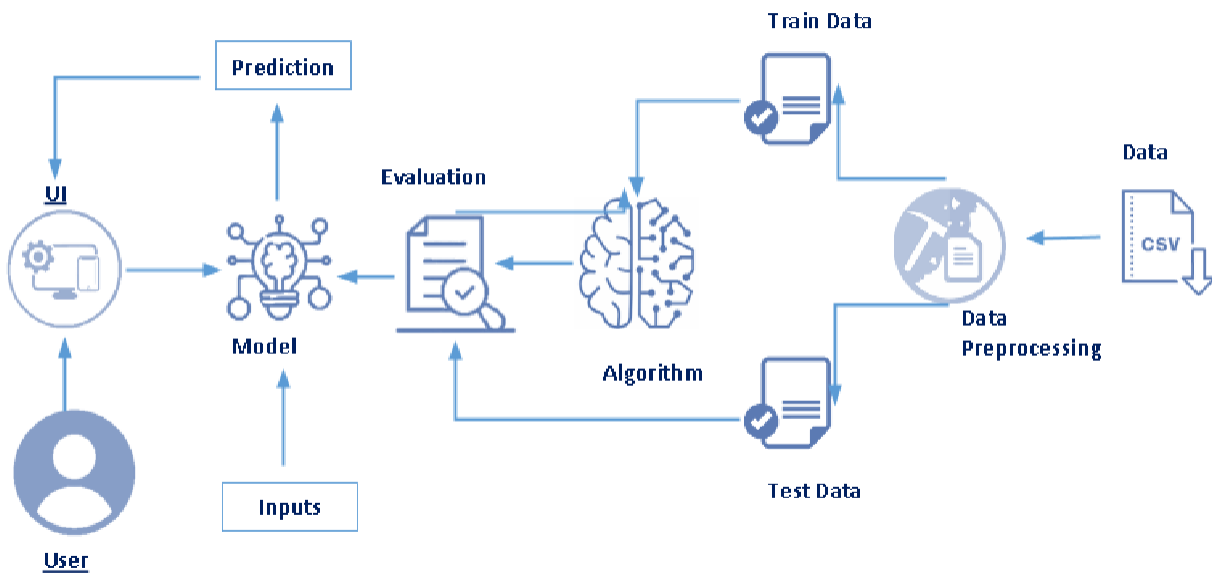 Train Data
Prediction
Data
Evaluation
UI
CSV
Data
Preprocessing
Model
Algorithm
Test Data
Inputs
User